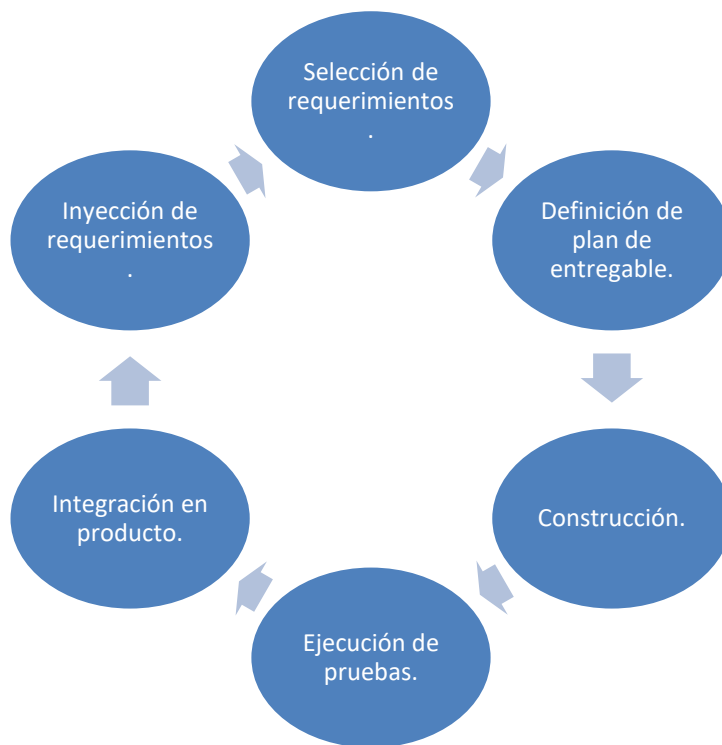 Selección de
requerimientos
.
Definición de
plan de
entregable.
Construcción.
Ejecución de
pruebas.
Integración en
producto.
Inyección de
requerimientos
.